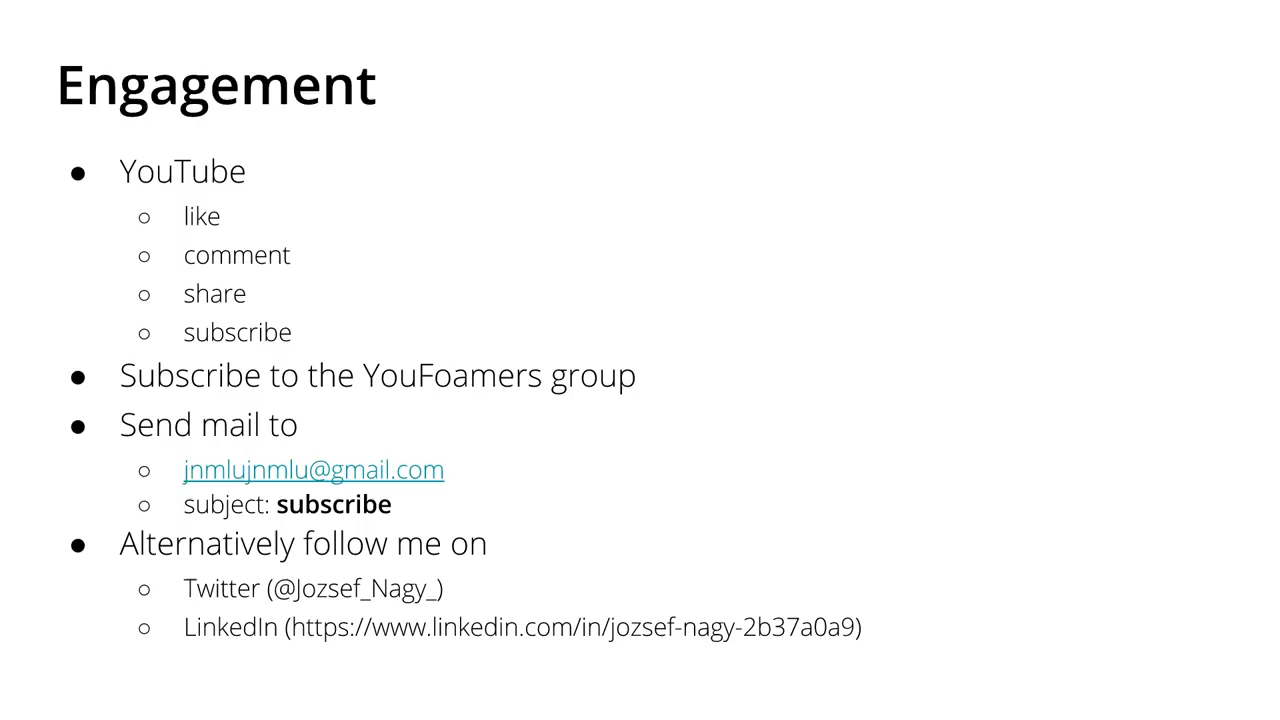 Engagement
● YouTube
○ like
○ comment
○ share
○ subscribe
● Subscribe to the YouFoamers group
● Send mail to
○ jnmlujnmlu@gmail.com
○ subject: subscribe
● Alternatively follow me on
○ Twitter (@Jozsef_Nagy_)
○ LinkedIn (https://www.linkedin.com/in/jozsef-nagy-2b37a0a9)